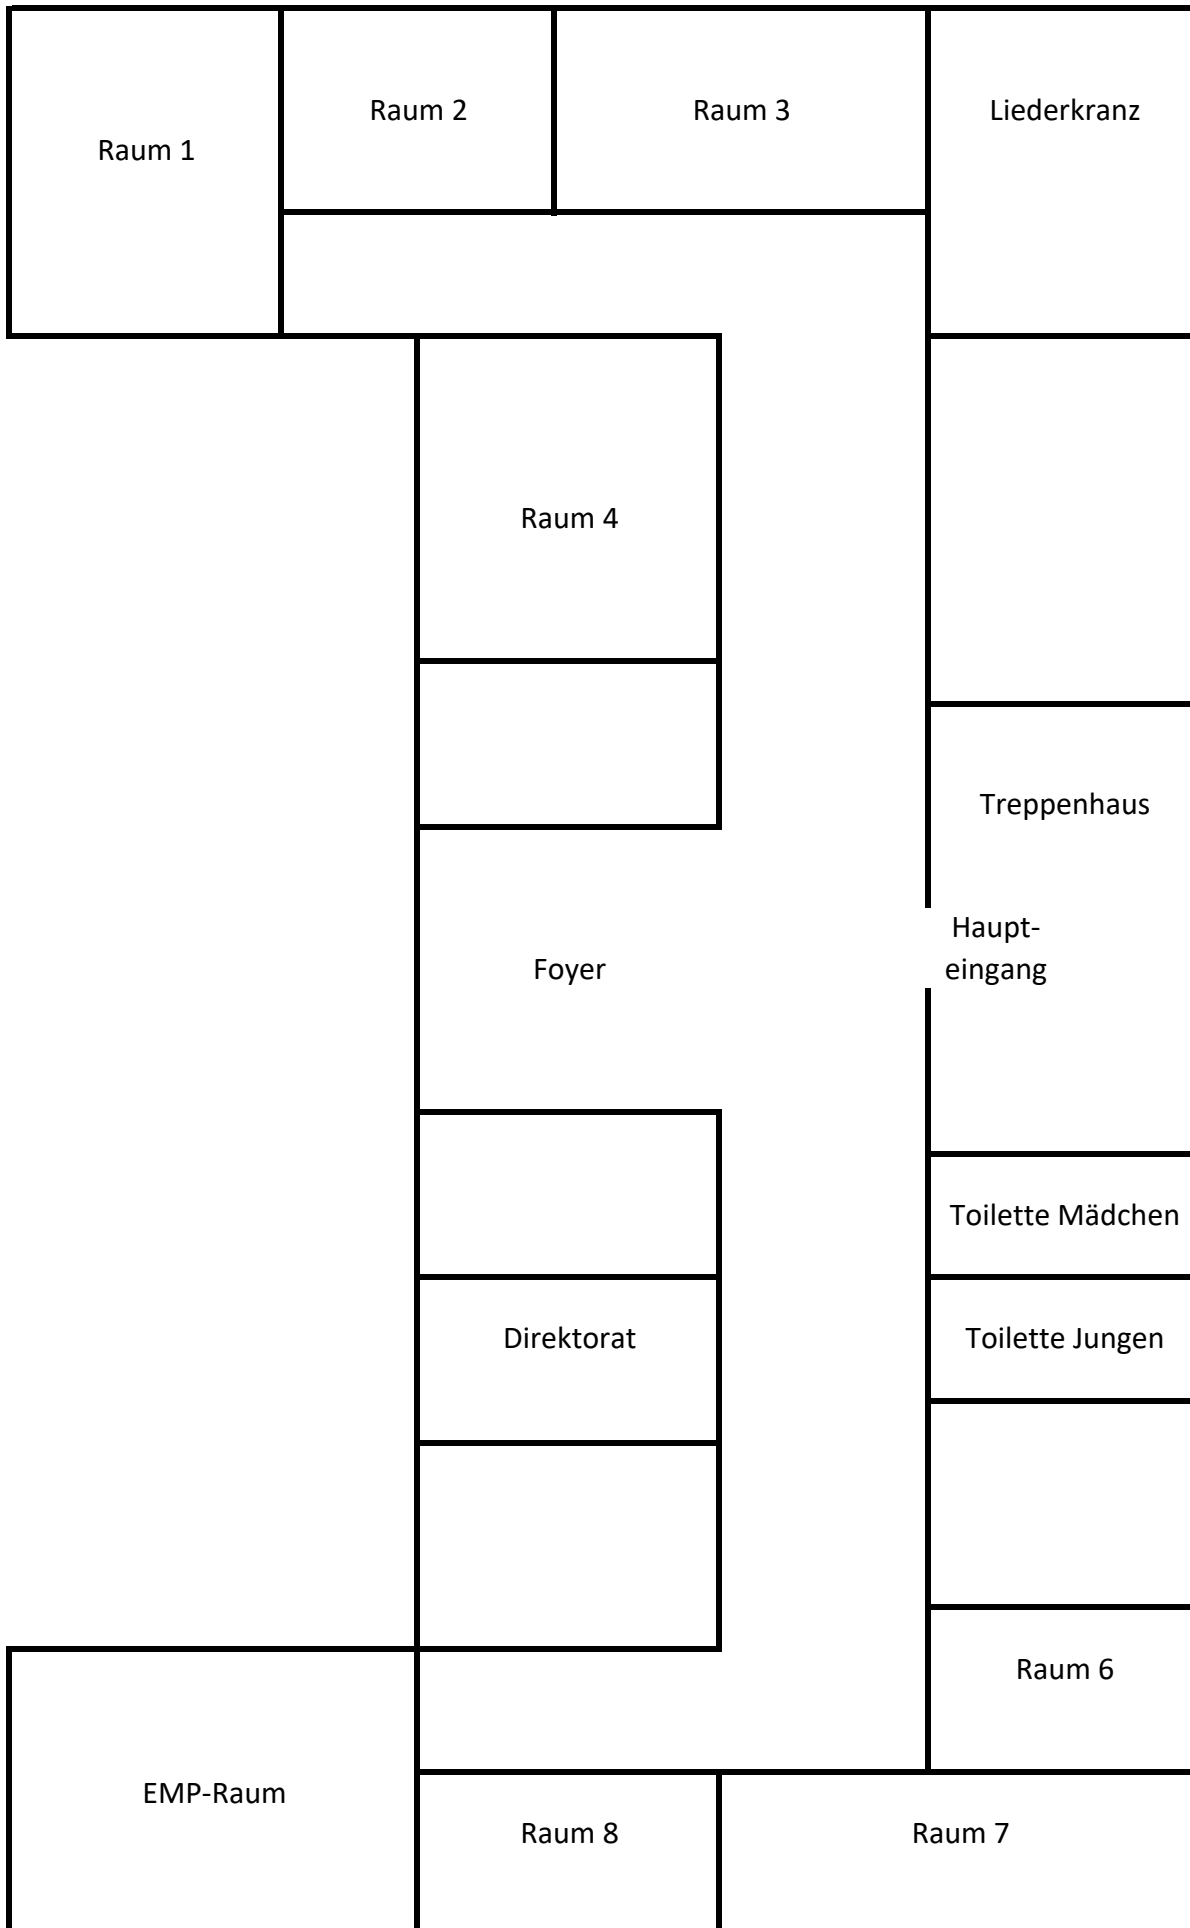 Raum 1
Raum 2
Raum 3
Liederkranz
Raum 4
Treppenhaus
Haupt-
eingang
Foyer
Toilette Mädchen
Direktorat
Toilette Jungen
Raum 6
EMP-Raum
Raum 8
Raum 7